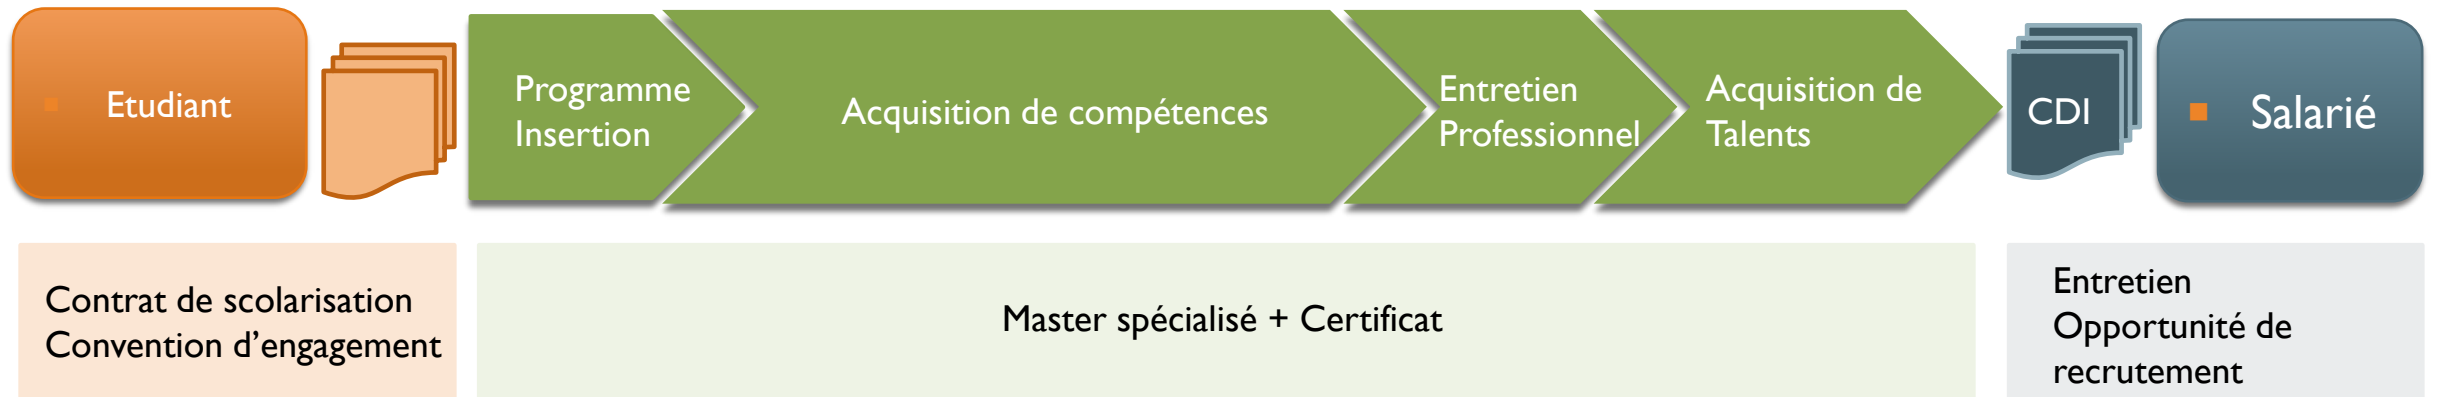 Etudiant
Programme
Insertion
Acquisition de compétences
Entretien
Professionnel
Acquisition de
Talents
CDI
Salarié
Contrat de scolarisation
Convention d’engagement
Master spécialisé + Certificat
Entretien
Opportunité de
recrutement